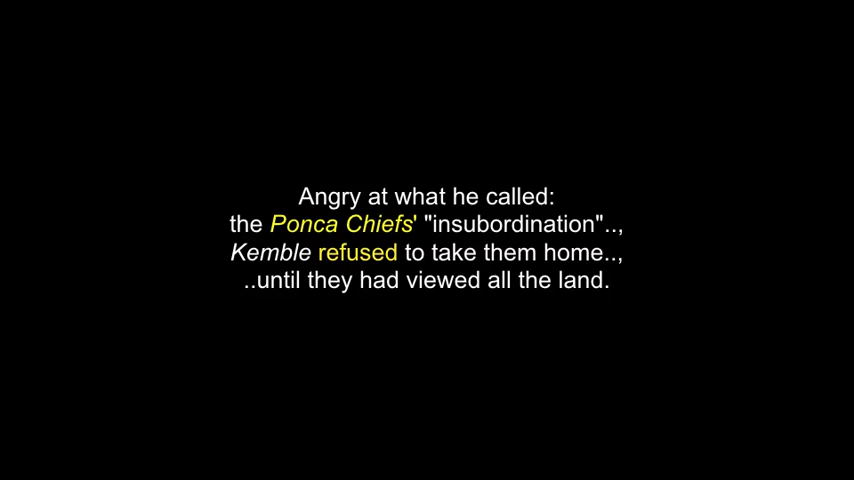 Angry at what he called:
the Ponca Chiefs' "insubordination"..,
Kemble refused to take them home..,
..until they had viewed all the land.